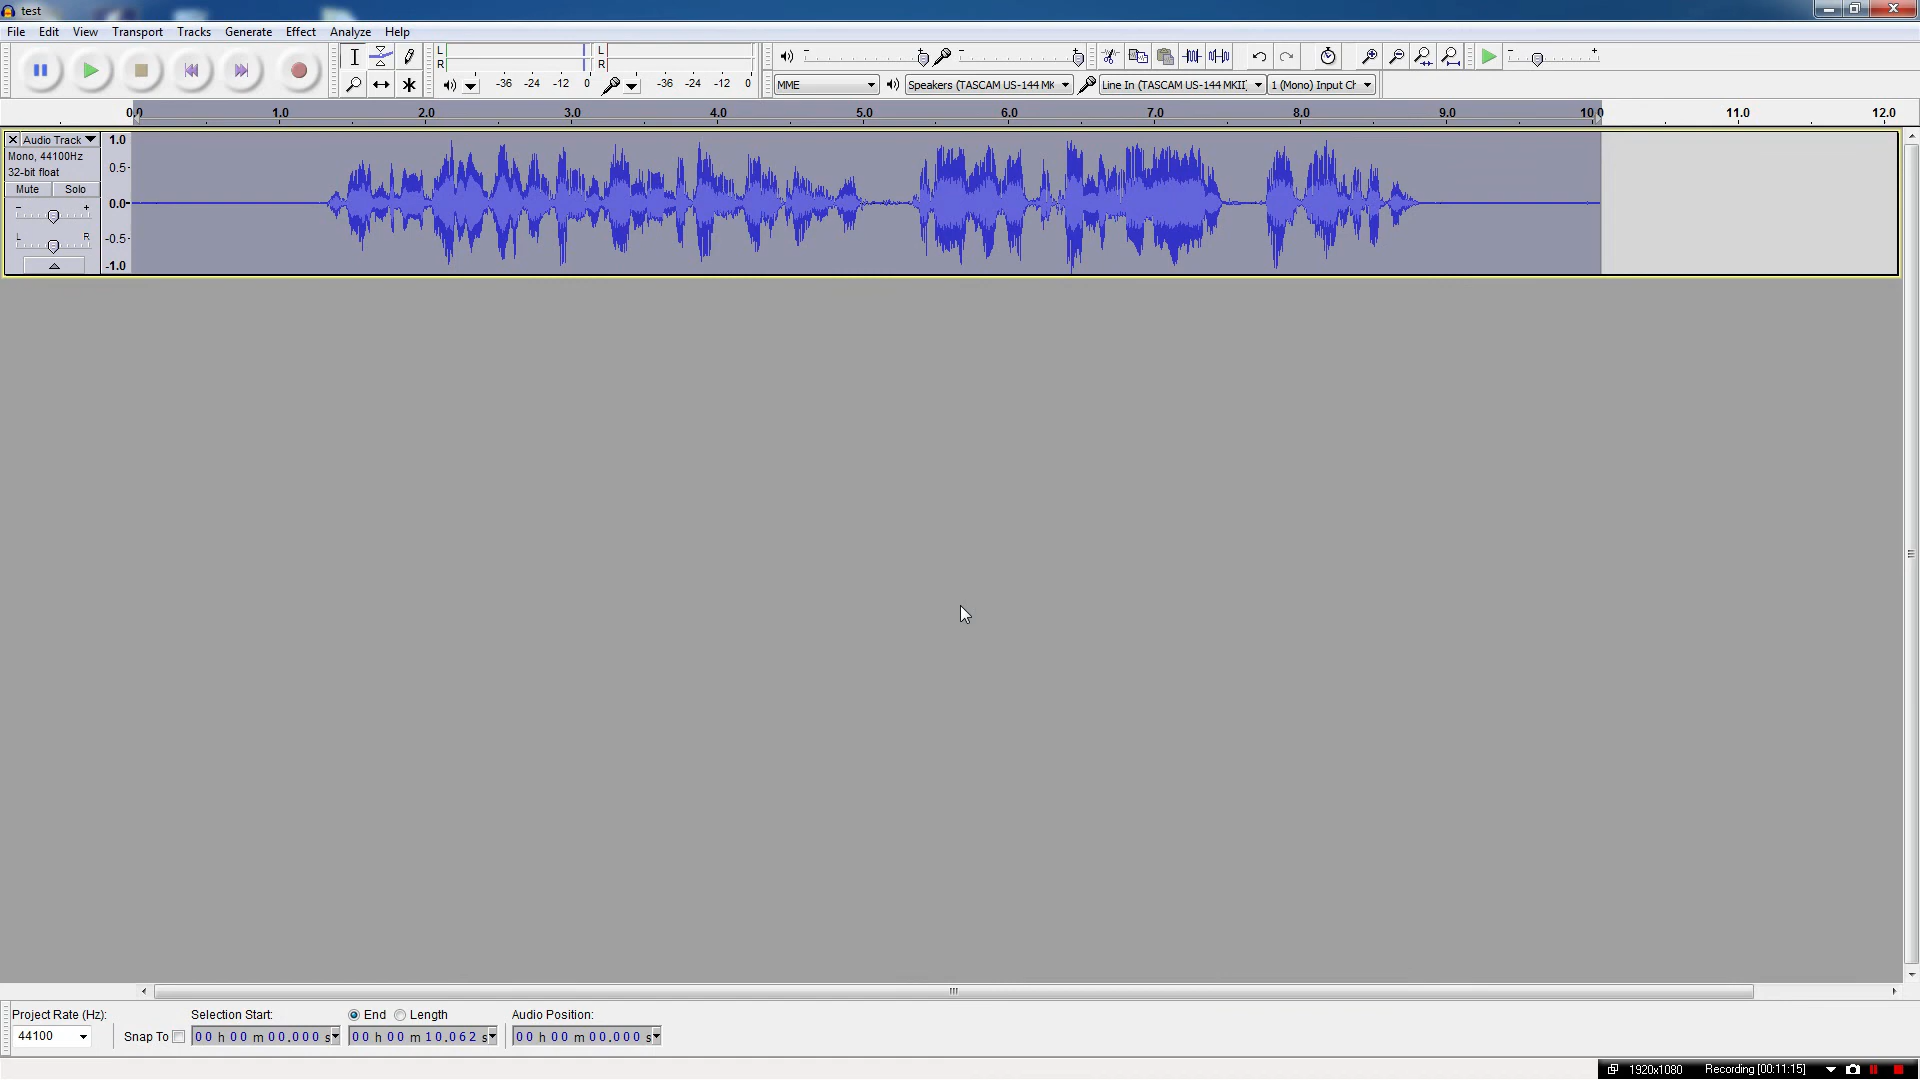 test
File Edit View Transport Tracks Generate Effect Analyze Help
L R -36 -24 -12 0
L R -36 -24 -12 0
MME Speakers (TASCAM US-144 MK Line In (TASCAM US-144 MKII) 1 (Mono) Input Ch
0.0 1.0 2.0 3.0 4.0 5.0 6.0 7.0 8.0 9.0 10.0 11.0 12.0
Audio Track
Mono, 44100Hz
32-bit float
Mute Solo
- +
L R
1.0
0.5
0.0
-0.5
-1.0
Project Rate (Hz): Selection Start: End Length Audio Position:
44100 Snap To 00 h 00 m 00.000 s 00 h 00 m 10.062 s 00 h 00 m 00.000 s
1920x1080 Recording [00:11:15]